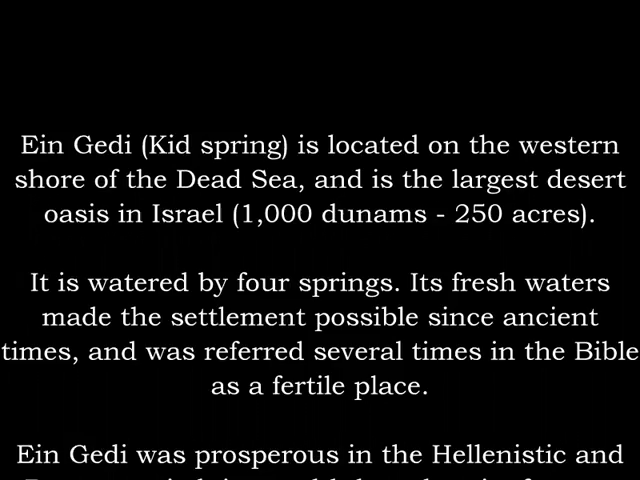 Ein Gedi (Kid spring) is located on the western
shore of the Dead Sea, and is the largest desert
oasis in Israel (1,000 dunams - 250 acres).
It is watered by four springs. Its fresh waters
made the settlement possible since ancient
times, and was referred several times in the Bible
as a fertile place.
Ein Gedi was prosperous in the Hellenistic and